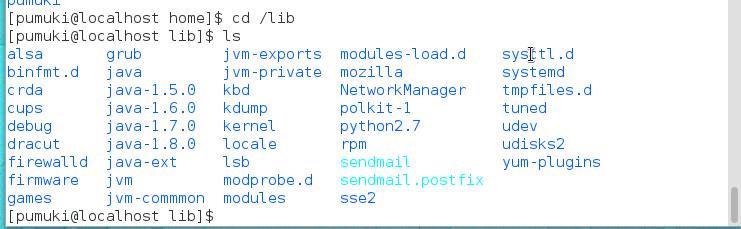 pumuki
[pumuki@localhost home]$ cd /lib
[pumuki@localhost lib]$ ls
alsa grub jvm-exports modules-load.d sysctl.d
binfmt.d java jvm-private mozilla systemd
crda java-1.5.0 kbd NetworkManager tmpfiles.d
cups java-1.6.0 kdump polkit-1 tuned
debug java-1.7.0 kernel python2.7 udev
dracut java-1.8.0 locale rpm udisks2
firewalld java-ext lsb sendmail yum-plugins
firmware jvm modprobe.d sendmail.postfix
games jvm-commmon modules sse2
[pumuki@localhost lib]$